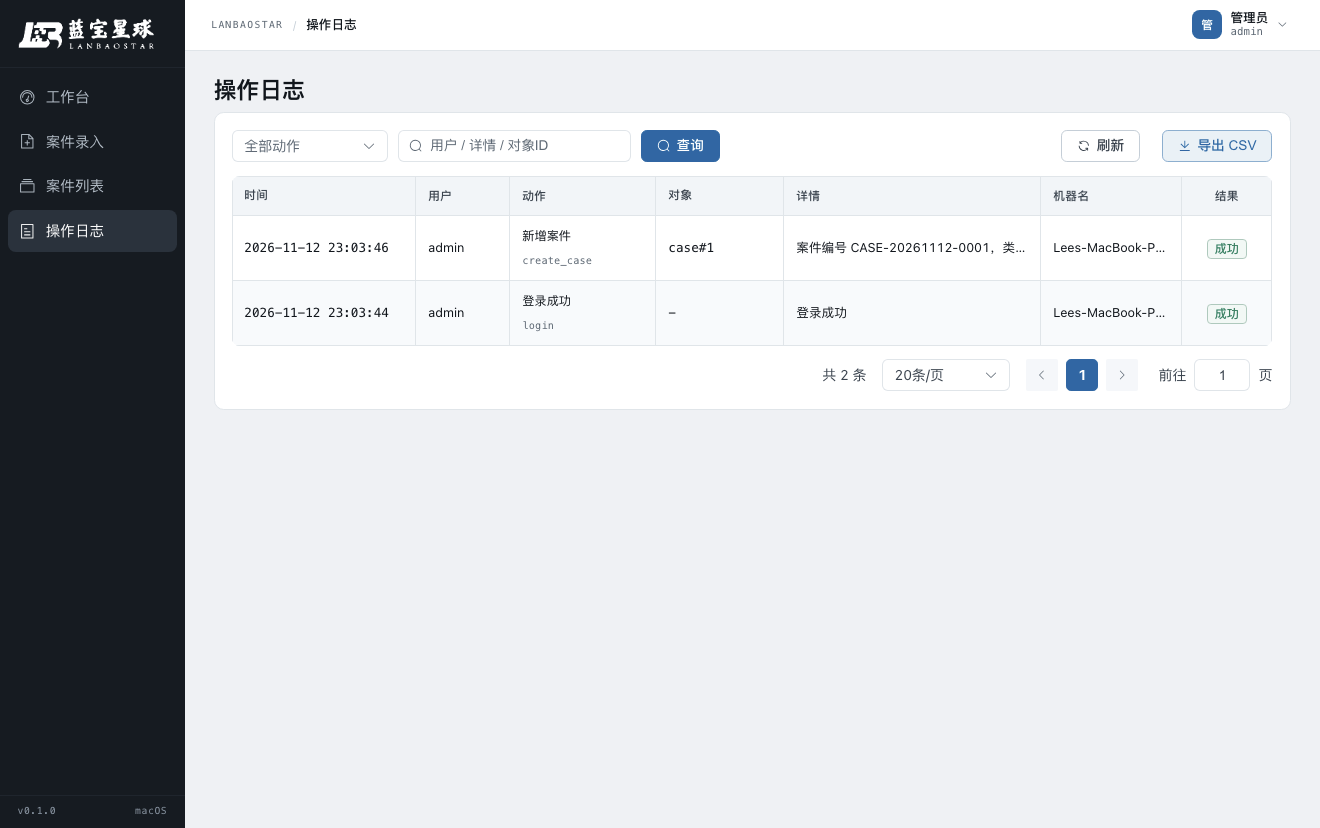 蓝宝星球
LANBAOSTAR
工作台
案件录入
案件列表
操作日志
v0.1.0 macOS
LANBAOSTAR / 操作日志
管 管理员
admin
操作日志
全部动作 用户 / 详情 / 对象ID 查询 刷新 导出 CSV
时间 用户 动作 对象 详情 机器名 结果
2026-11-12 23:03:46 admin 新增案件 create_case case#1 案件编号 CASE-20261112-0001，类... Lees-MacBook-P... 成功
2026-11-12 23:03:44 admin 登录成功 login – 登录成功 Lees-MacBook-P... 成功
共 2 条 20条/页 1 前往 1 页